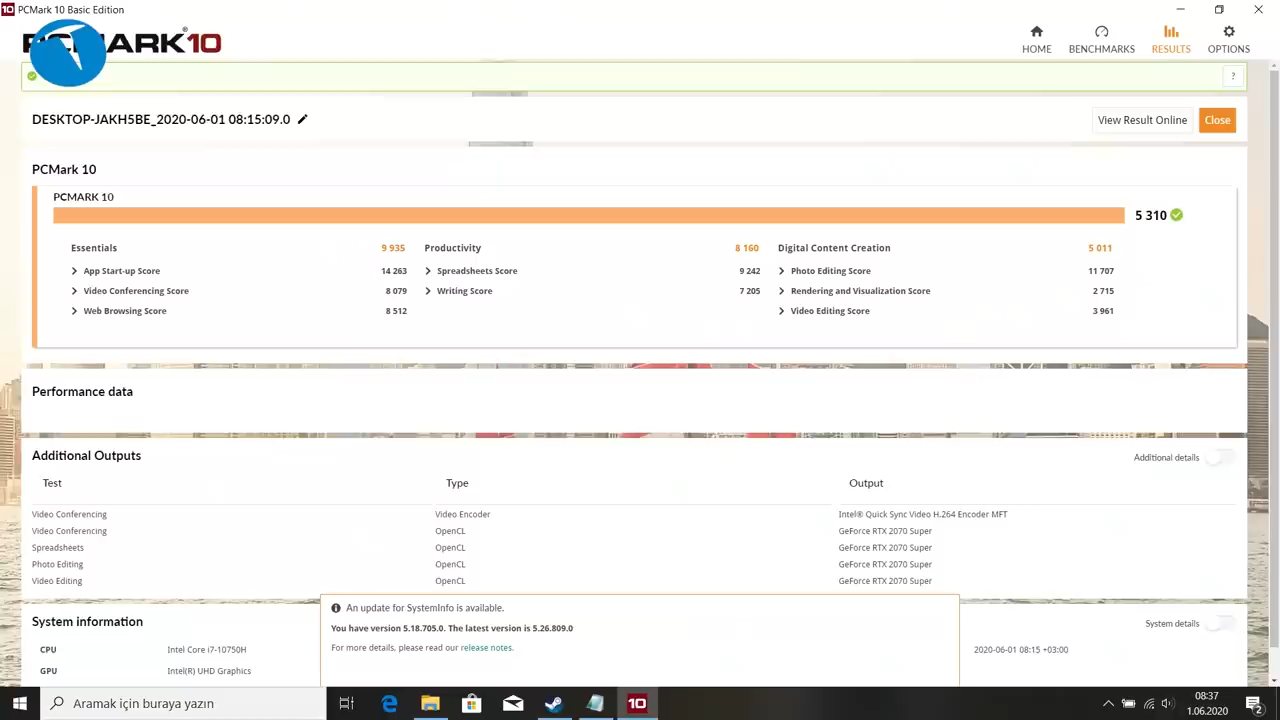 10 PCMark 10 Basic Edition
PCMARK®10
HOME BENCHMARKS RESULTS OPTIONS
?
DESKTOP-JAKH5BE_2020-06-01 08:15:09.0
View Result Online Close
PCMark 10
PCMARK 10
5 310
Essentials 9 935 Productivity 8 160 Digital Content Creation 5 011
App Start-up Score 14 263 Spreadsheets Score 9 242 Photo Editing Score 11 707
Video Conferencing Score 8 079 Writing Score 7 205 Rendering and Visualization Score 2 715
Web Browsing Score 8 512 Video Editing Score 3 961
Performance data
Additional Outputs Additional details
Test Type Output
Video Conferencing Video Encoder Intel® Quick Sync Video H.264 Encoder MFT
Video Conferencing OpenCL GeForce RTX 2070 Super
Spreadsheets OpenCL GeForce RTX 2070 Super
Photo Editing OpenCL GeForce RTX 2070 Super
Video Editing OpenCL GeForce RTX 2070 Super
An update for SystemInfo is available.
System information System details
You have version 5.18.705.0. The latest version is 5.26.809.0
For more details, please read our release notes.
CPU Intel Core i7-10750H 2020-06-01 08:15 +03:00
GPU Intel(R) UHD Graphics
Aramak için buraya yazın
10
08:37
1.06.2020
2